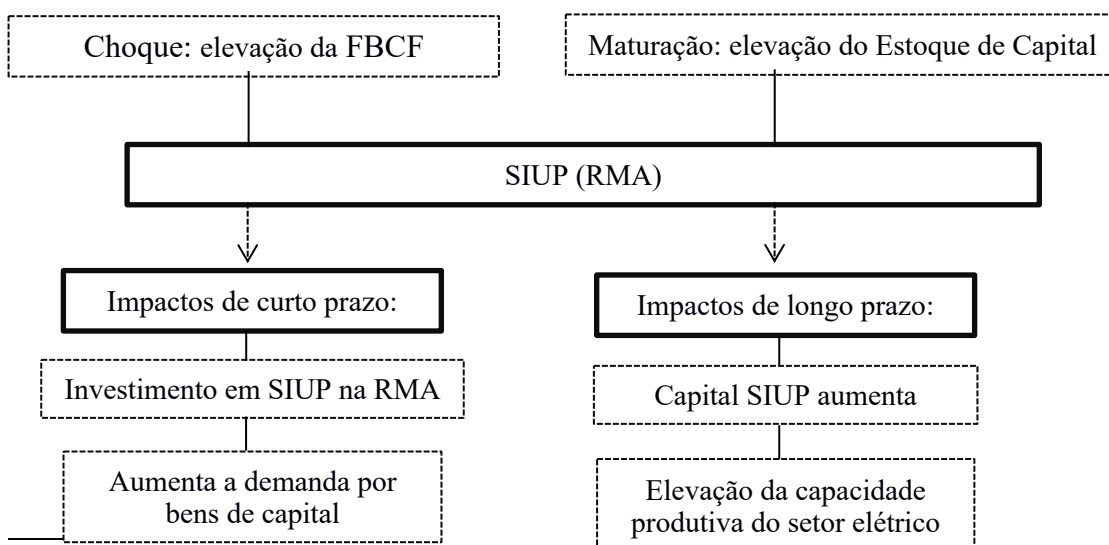 Choque: elevação da FBCF
Maturação: elevação do Estoque de Capital
SIUP (RMA)
Impactos de curto prazo:
Impactos de longo prazo:
Investimento em SIUP na RMA
Capital SIUP aumenta
Aumenta a demanda por
bens de capital
Elevação da capacidade
produtiva do setor elétrico